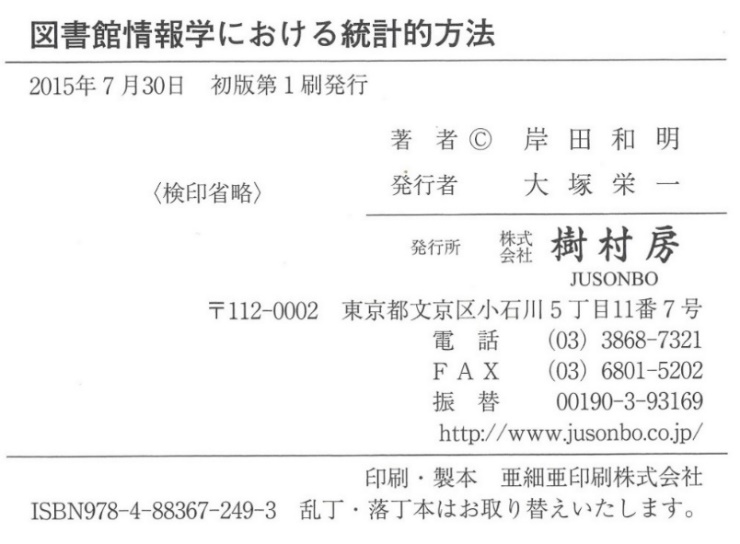 図書館情報学における統計的方法
2015年7月30日 初版第1刷発行
著 者 © 岸 田 和 明
〈検印省略〉
発行者 大 塚 栄 一
発行所 株式会社 樹村房
JUSONBO
〒112-0002 東京都文京区小石川5丁目11番7号
電 話 (03) 3868-7321
F A X (03) 6801-5202
振 替 00190-3-93169
http://www.jusonbo.co.jp/
印刷・製本 亜細亜印刷株式会社
ISBN978-4-88367-249-3 乱丁・落丁本はお取り替えいたします。